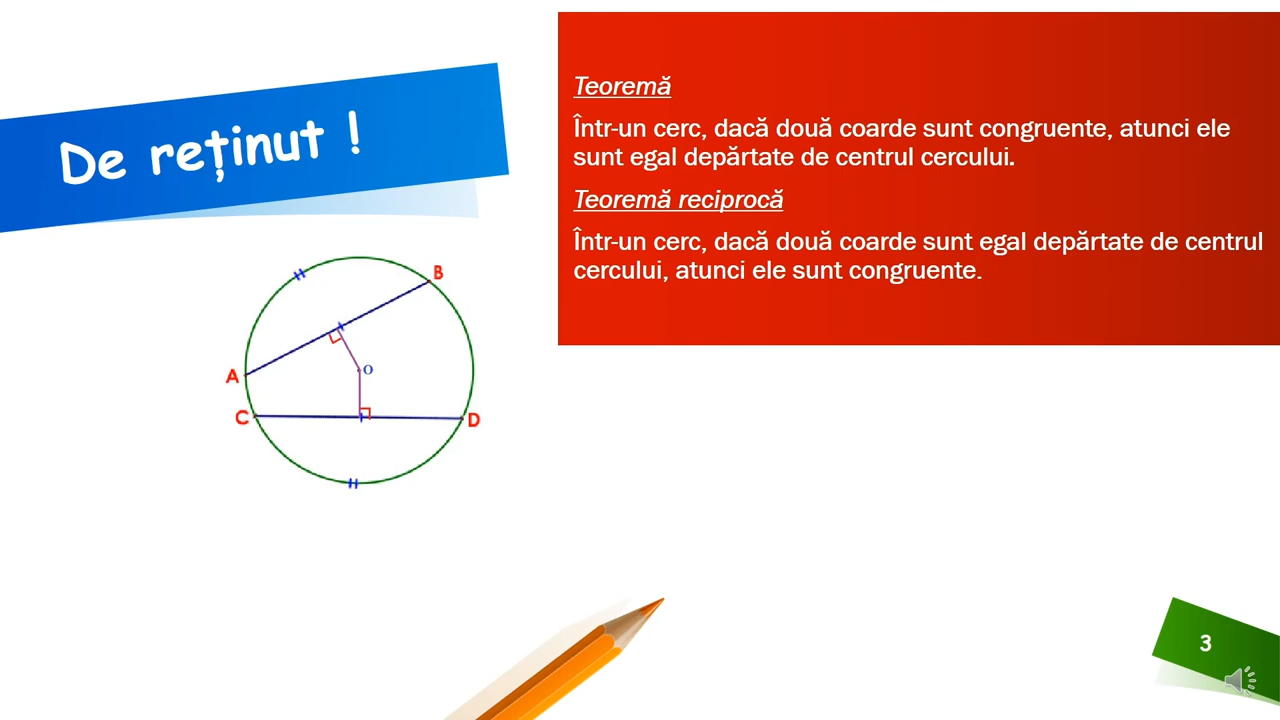 De reținut !
Teoremă
Într-un cerc, dacă două coarde sunt congruente, atunci ele
sunt egal depărtate de centrul cercului.
Teoremă reciprocă
Într-un cerc, dacă două coarde sunt egal depărtate de centrul
cercului, atunci ele sunt congruente.
B
O
A
C
D
3